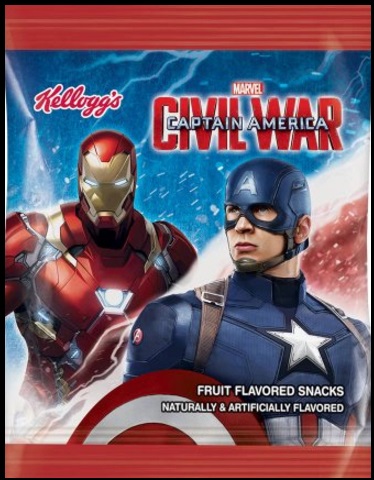 Kellogg's
MARVEL
CIVIL WAR
CAPTAIN AMERICA
A
FRUIT FLAVORED SNACKS
NATURALLY & ARTIFICIALLY FLAVORED